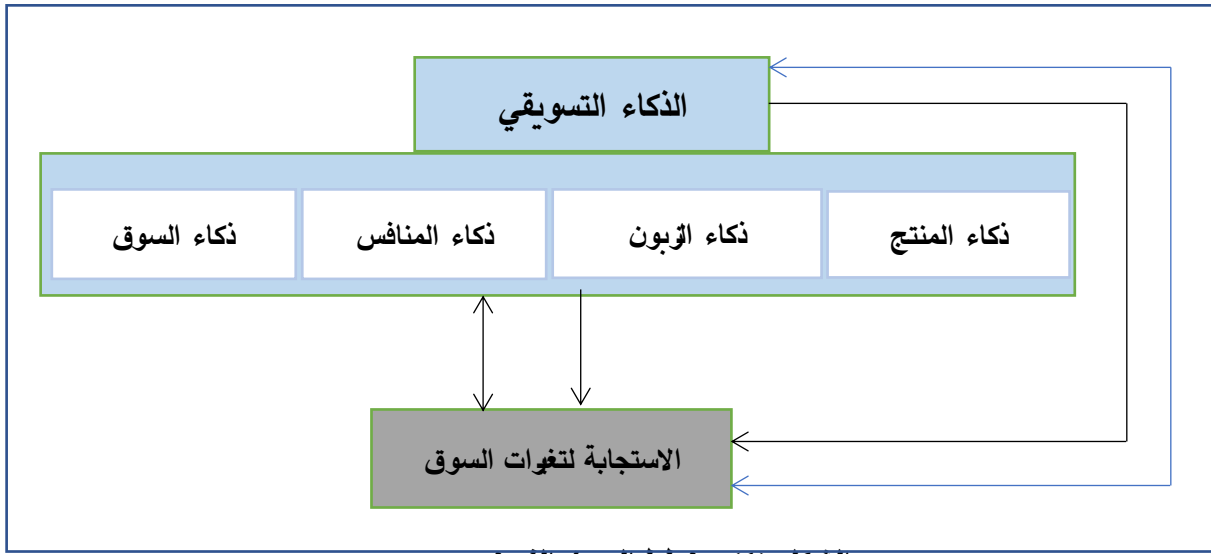 الذكاء التسويقي
ذكاء المنتج
ذكاء الزبون
ذكاء المنافس
ذكاء السوق
الاستجابة لتغيرات السوق